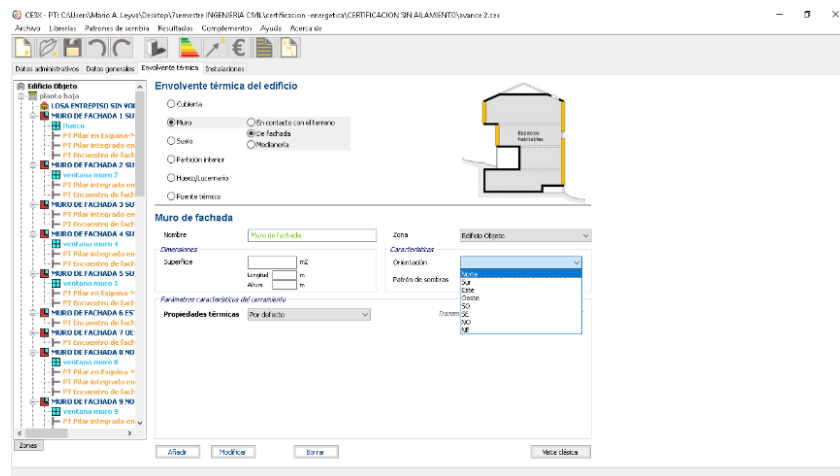 CE3X - PT: C:\Users\Mario A. Leyva\Desktop\7semestre INGENIERIA CIVIL\certificacion -energetica\CERTIFICACION SIN AILAMIENTO\avance 2.cex
Archivo Librerías Patrones de sombra Resultados Complementos Ayuda Acerca de
Datos administrativos Datos generales Envolvente térmica Instalaciones
Edificio Objeto
planta baja
LOSA ENTREPISO SIN VOL
MURO DE FACHADA 1 SU
Hueco
PT Pilar en Esquina-M
PT Pilar integrado en
PT Encuentro de fach
MURO DE FACHADA 2 SU
ventana muro 2
PT Pilar integrado en
PT Encuentro de fach
MURO DE FACHADA 3 SU
PT Pilar integrado en
PT Encuentro de fach
MURO DE FACHADA 4 SU
ventana muro 4
PT Pilar integrado en
PT Encuentro de fach
MURO DE FACHADA 5 SU
ventana muro 5
PT Pilar en Esquina-M
PT Encuentro de fach
MURO DE FACHADA 6 EST
PT Encuentro de fach
MURO DE FACHADA 7 OES
PT Encuentro de fach
MURO DE FACHADA 8 NO
ventana muro 8
PT Pilar en Esquina-M
PT Pilar integrado en
PT Encuentro de fach
MURO DE FACHADA 9 NO
ventana muro 9
PT Pilar integrado en
Zonas
Envolvente térmica del edificio
Cubierta
Muro
En contacto con el terreno
De fachada
Medianería
Suelo
Partición interior
Hueco/Lucernario
Puente térmico
Espacios
habitables
Muro de fachada
Nombre Muro de fachada Zona Edificio Objeto
Dimensiones Características
Superficie m2 Orientación
Longitud m
Altura m
Patrón de sombras
Norte
Sur
Este
Oeste
SO
SE
NO
NE
Parámetros característicos del cerramiento
Propiedades térmicas Por defecto
Añadir Modificar Borrar Vista clásica